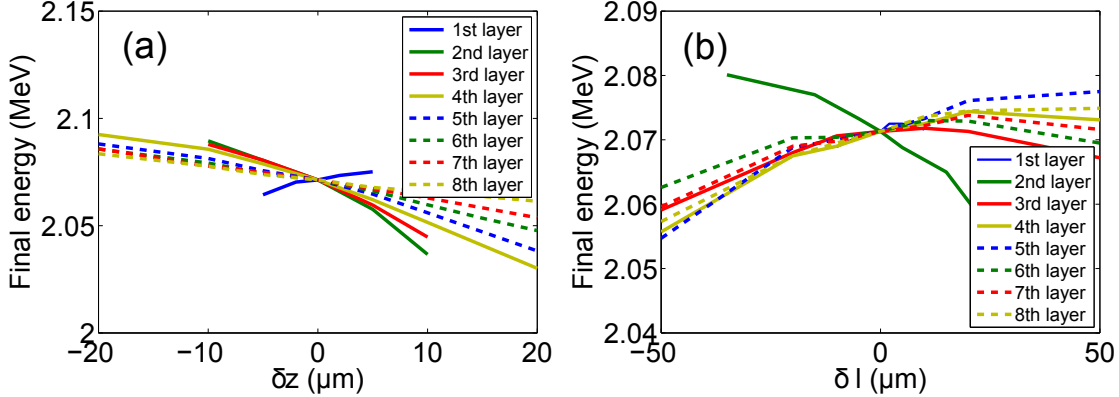 (a)
Final energy (MeV)
2.15
2.1
2.05
2
−20
−10
0
10
20
δz (μm)
1st layer
2nd layer
3rd layer
4th layer
5th layer
6th layer
7th layer
8th layer
(b)
Final energy (MeV)
2.09
2.08
2.07
2.06
2.05
2.04
−50
0
50
δ l (μm)
1st layer
2nd layer
3rd layer
4th layer
5th layer
6th layer
7th layer
8th layer